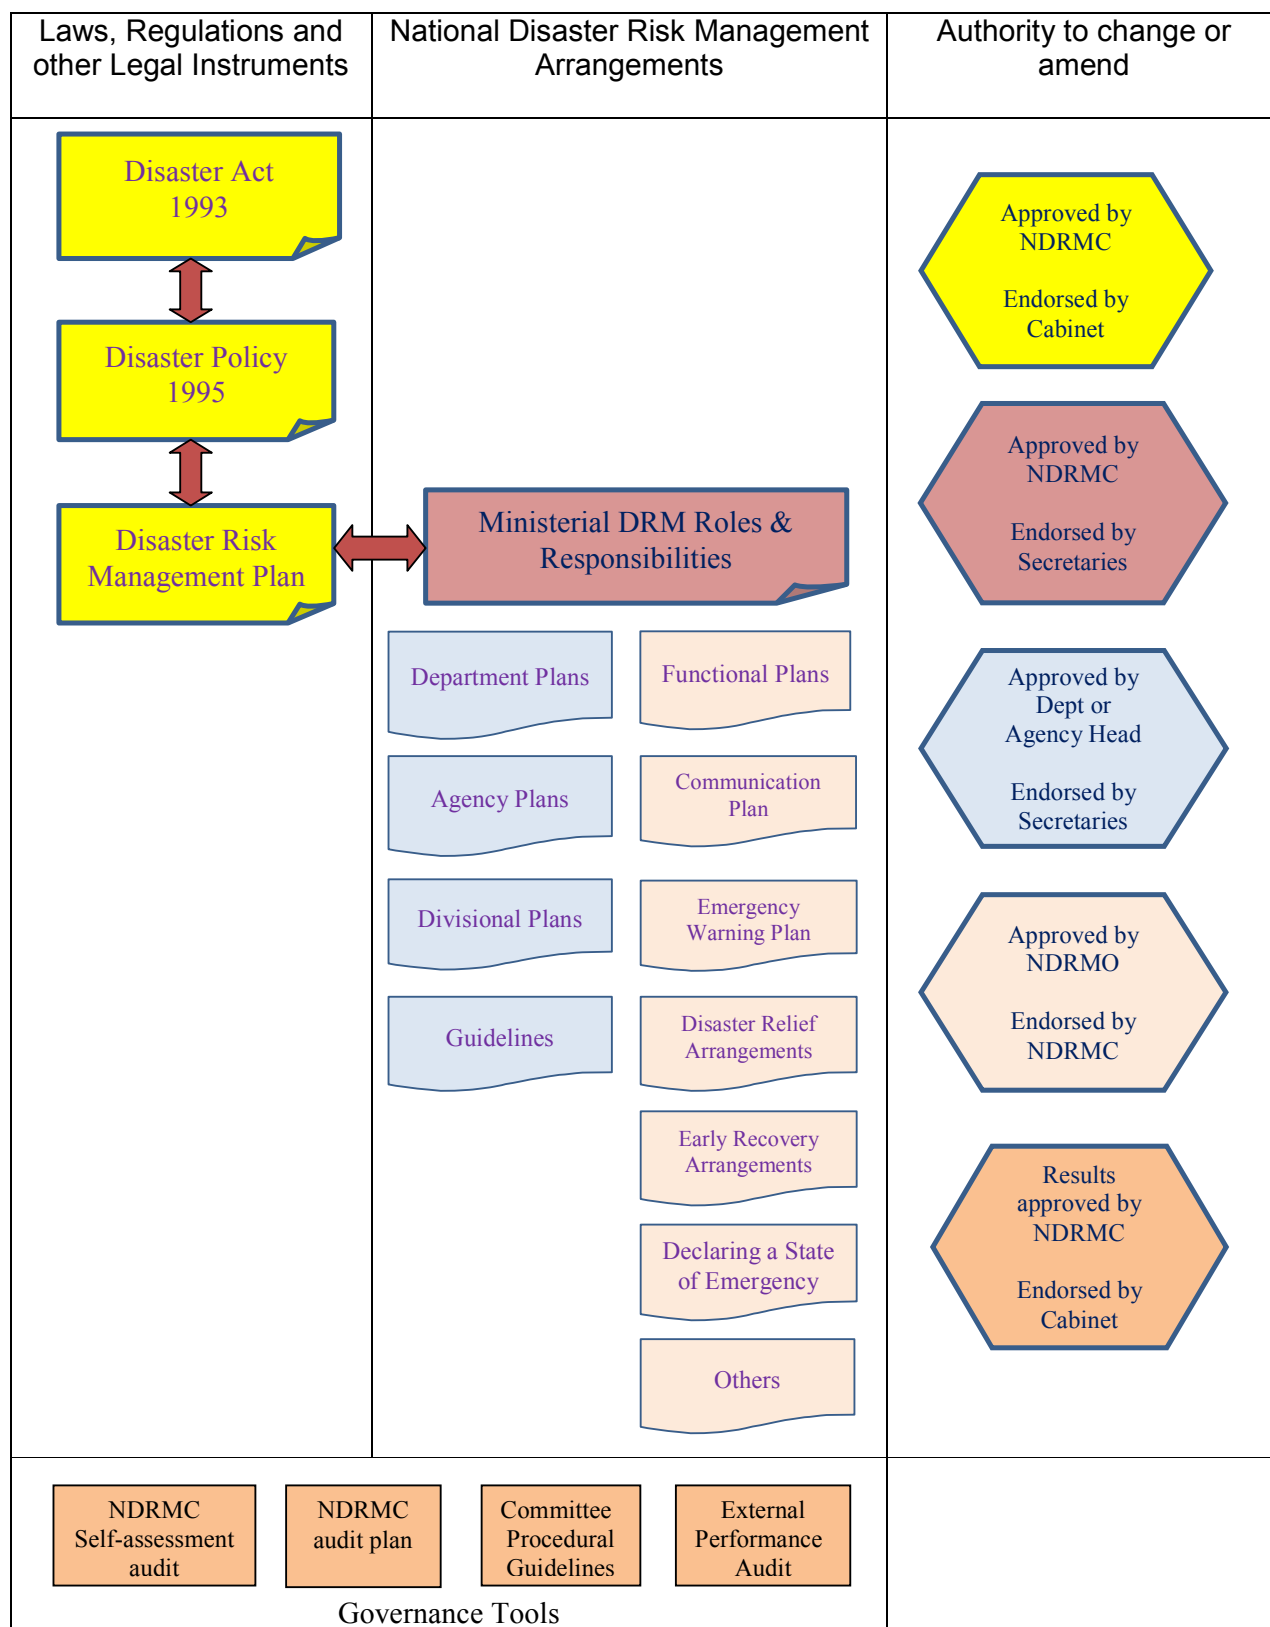 Laws, Regulations and
other Legal Instruments
National Disaster Risk Management
Arrangements
Authority to change or
amend
Disaster Act
1993
Disaster Policy
1995
Disaster Risk
Management Plan
Ministerial DRM Roles &
Responsibilities
Department Plans
Functional Plans
Agency Plans
Communication
Plan
Divisional Plans
Emergency
Warning Plan
Guidelines
Disaster Relief
Arrangements
Early Recovery
Arrangements
Declaring a State
of Emergency
Others
Approved by
NDRMC
Endorsed by
Cabinet
Approved by
NDRMC
Endorsed by
Secretaries
Approved by
Dept or
Agency Head
Endorsed by
Secretaries
Approved by
NDRMO
Endorsed by
NDRMC
Results
approved by
NDRMC
Endorsed by
Cabinet
NDRMC
Self-assessment
audit
NDRMC
audit plan
Committee
Procedural
Guidelines
External
Performance
Audit
Governance Tools